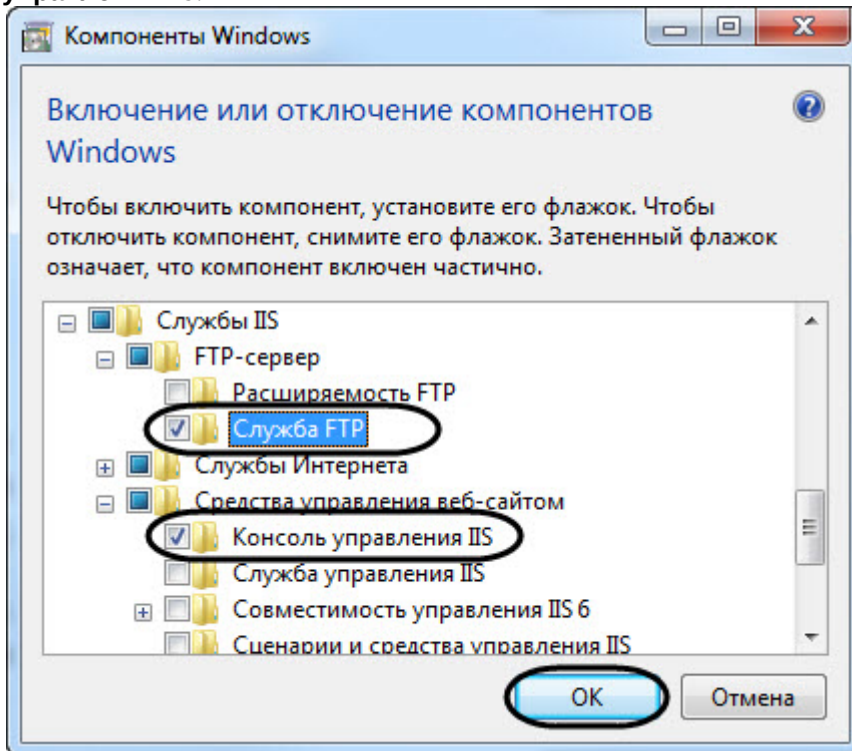 Компоненты Windows
Включение или отключение компонентов
Windows
Чтобы включить компонент, установите его флажок. Чтобы
отключить компонент, снимите его флажок. Затененный флажок
означает, что компонент включен частично.
Службы IIS
FTP-сервер
Расширяемость FTP
Служба FTP
Службы Интернета
Средства управления веб-сайтом
Консоль управления IIS
Служба управления IIS
Совместимость управления IIS 6
Сценарии и средства управления IIS
OK
Отмена